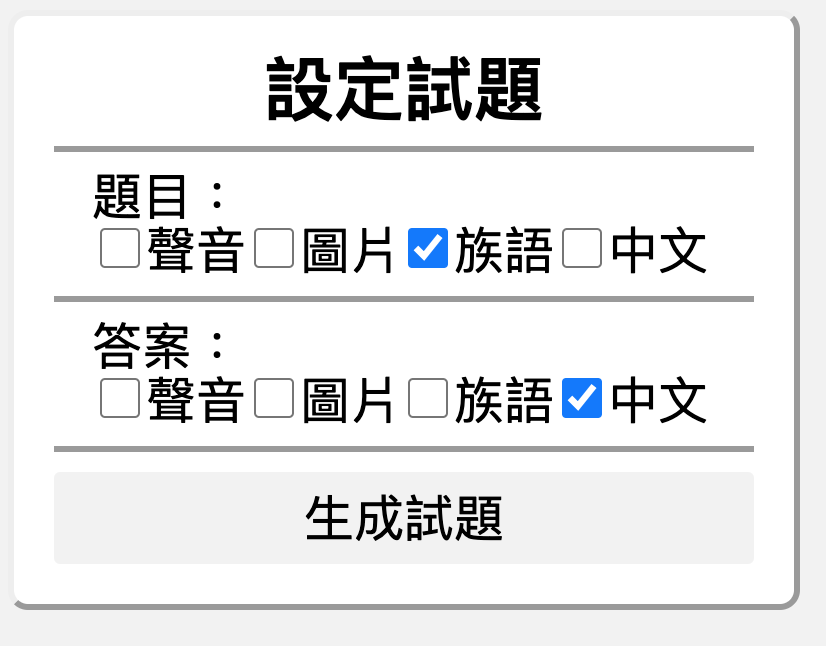 設定試題
題目：
聲音 圖片 族語 中文
答案：
聲音 圖片 族語 中文
生成試題